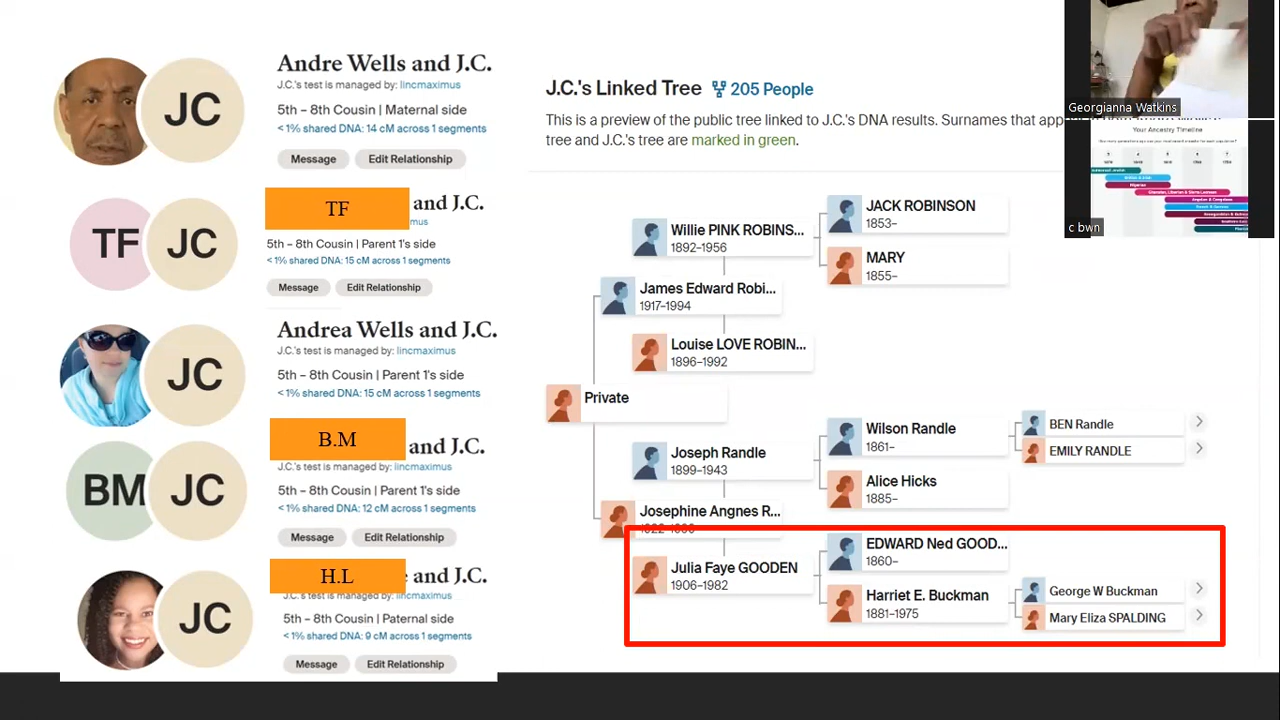 Andre Wells and J.C.
J.C.'s test is managed by: lincmaximus
JC
5th – 8th Cousin | Maternal side
< 1% shared DNA: 14 cM across 1 segments
Message
Edit Relationship
TF
and J.C.
mus
TF
JC
5th – 8th Cousin | Parent 1's side
< 1% shared DNA: 15 cM across 1 segments
Message
Edit Relationship
Andrea Wells and J.C.
J.C.'s test is managed by: lincmaximus
JC
5th – 8th Cousin | Parent 1's side
< 1% shared DNA: 15 cM across 1 segments
B.M
and J.C.
J.C.'s test is managed by: lincmaximus
BM
JC
5th – 8th Cousin | Parent 1's side
< 1% shared DNA: 12 cM across 1 segments
Message
Edit Relationship
H.L
and J.C.
J.C.'s test is managed by: lincmaximus
JC
5th – 8th Cousin | Paternal side
< 1% shared DNA: 9 cM across 1 segments
Message
Edit Relationship
J.C.'s Linked Tree
205 People
This is a preview of the public tree linked to J.C.'s DNA results. Surnames that
tree and J.C.'s tree are marked in green.
JACK ROBINSON
1853–
Willie PINK ROBINS...
1892–1956
MARY
1855–
James Edward Robi...
1917–1994
Louise LOVE ROBIN...
1896–1992
Private
Wilson Randle
1861–
BEN Randle
EMILY RANDLE
Joseph Randle
1899–1943
Alice Hicks
1885–
Josephine Angnes R...
EDWARD Ned GOOD...
1860–
Julia Faye GOODEN
1906–1982
Harriet E. Buckman
1881–1975
George W Buckman
Mary Eliza SPALDING
Georgianna Watkins
Your Ancestry Timeline
c bwn